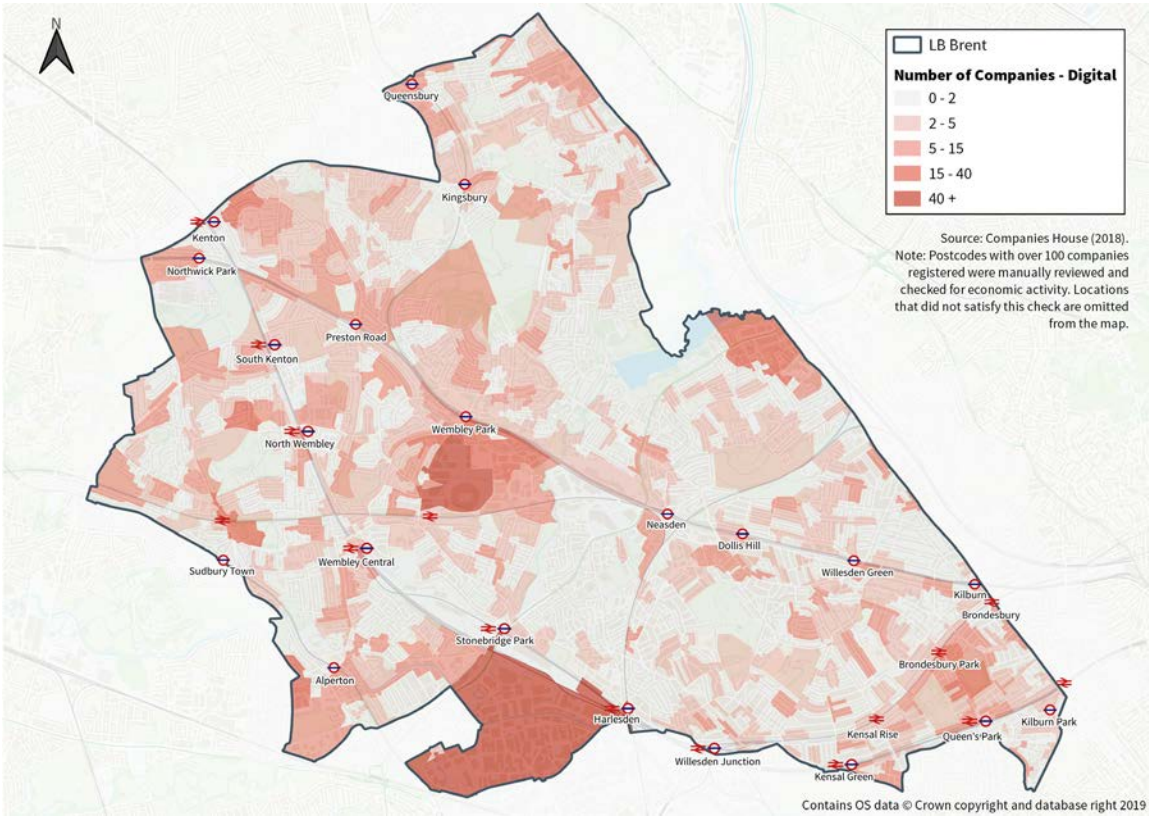 N
LB Brent
Number of Companies - Digital
0 - 2
2 - 5
5 - 15
15 - 40
40 +
Source: Companies House (2018).
Note: Postcodes with over 100 companies
registered were manually reviewed and
checked for economic activity. Locations
that did not satisfy this check are omitted
from the map.
Queensbury
Kingsbury
Kenton
Northwick Park
Preston Road
South Kenton
Wembley Park
North Wembley
Neasden
Dollis Hill
Wembley Central
Sudbury Town
Willesden Green
Kilburn
Brondesbury
Stonebridge Park
Brondesbury Park
Alperton
Harlesden
Kilburn Park
Kensal Rise
Queen's Park
Willesden Junction
Kensal Green
Contains OS data © Crown copyright and database right 2019